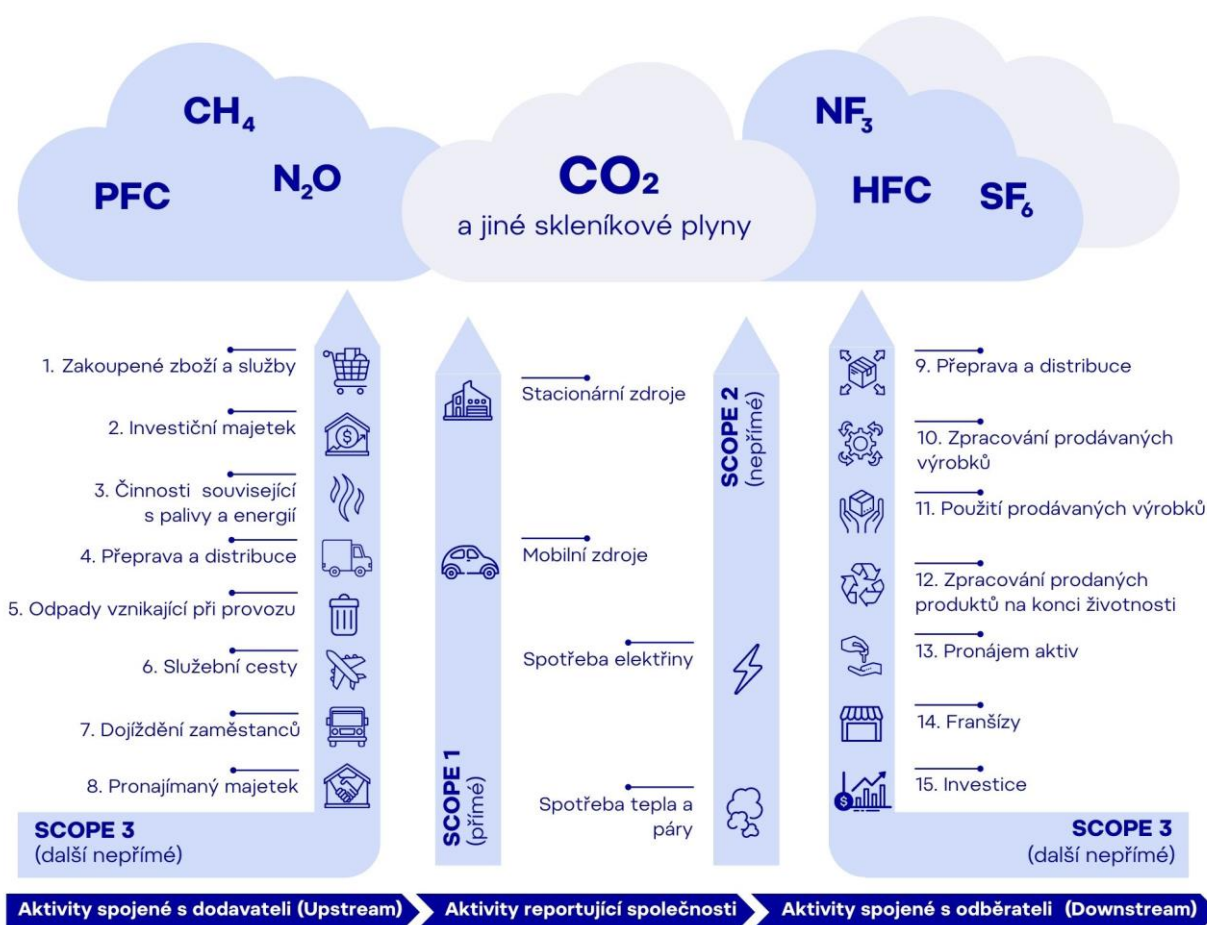 CH₄
PFC
N₂O
CO₂
a jiné skleníkové plyny
NF₃
HFC
SF₆
1. Zakoupené zboží a služby
2. Investiční majetek
3. Činnosti související
s palivy a energií
4. Přeprava a distribuce
5. Odpady vznikající při provozu
6. Služební cesty
7. Dojíždění zaměstanců
8. Pronajímaný majetek
SCOPE 3
(další nepřímé)
Stacionární zdroje
Mobilní zdroje
SCOPE 1
(přímé)
SCOPE 2
(nepřímé)
Spotřeba elektřiny
Spotřeba tepla a
páry
9. Přeprava a distribuce
10. Zpracování prodávaných
výrobků
11. Použití prodávaných výrobků
12. Zpracování prodaných
produktů na konci životnosti
13. Pronájem aktiv
14. Franšízy
15. Investice
SCOPE 3
(další nepřímé)
Aktivity spojené s dodavateli (Upstream)
Aktivity reportující společnosti
Aktivity spojené s odběrateli (Downstream)